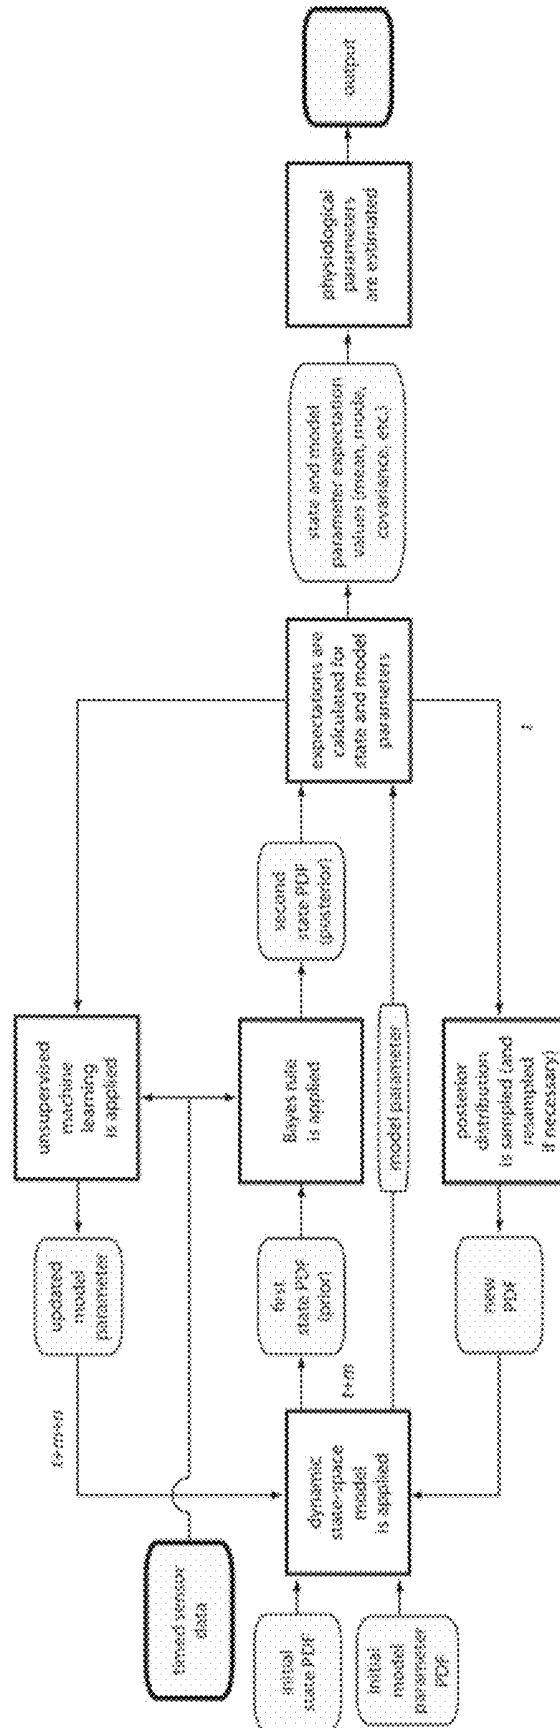 initial
state PDF
initial
model
parameter
PDF
timed sensor
data
dynamic
state-space
model
is applied
t+m+n
updated
model
parameter
unsupervised
machine
learning
is applied
t+m
first
state PDF
(prior)
Bayes rule
is applied
second
state PDF
(posterior)
model parameter
new
PDF
posterior
distribution
is sampled (and
resampled
if necessary)
t
expectations are
calculated for
state and model
parameters
state and model
parameter expectation
values (mean, mode,
covariance, etc.)
physiological
parameters
are estimated
output